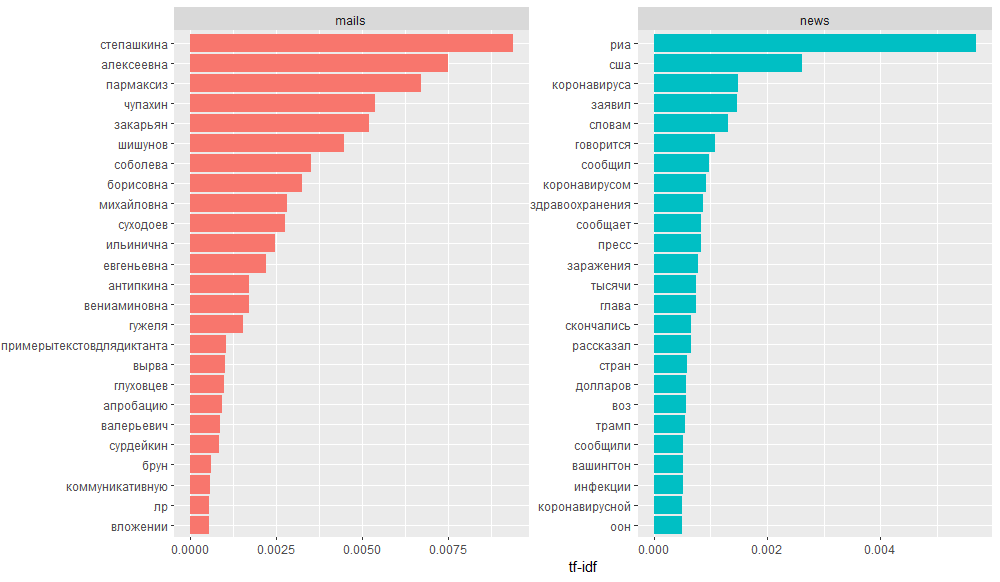 mails
степашкина
алексеевна
пармаксиз
чупахин
закарьян
шишунов
соболева
борисовна
михайловна
суходоев
ильинична
евгеньевна
антипкина
вениаминовна
гужеля
примерытекстовдлядиктанта
вырва
глуховцев
апробацию
валерьевич
сурдейкин
брун
коммуникативную
лр
вложении
0.0000 0.0025 0.0050 0.0075
news
риа
сша
коронавируса
заявил
словам
говорится
сообщил
коронавирусом
здравоохранения
сообщает
пресс
заражения
тысячи
глава
скончались
рассказал
стран
долларов
воз
трамп
сообщили
вашингтон
инфекции
коронавирусной
оон
0.000 0.002 0.004
tf-idf